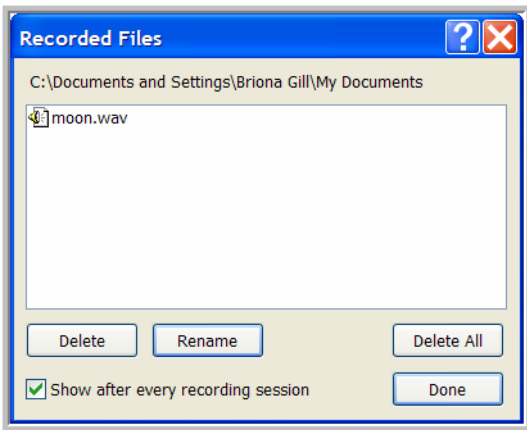 Recorded Files
?
C:\Documents and Settings\Briona Gill\My Documents
moon.wav
Delete Rename Delete All
Show after every recording session Done